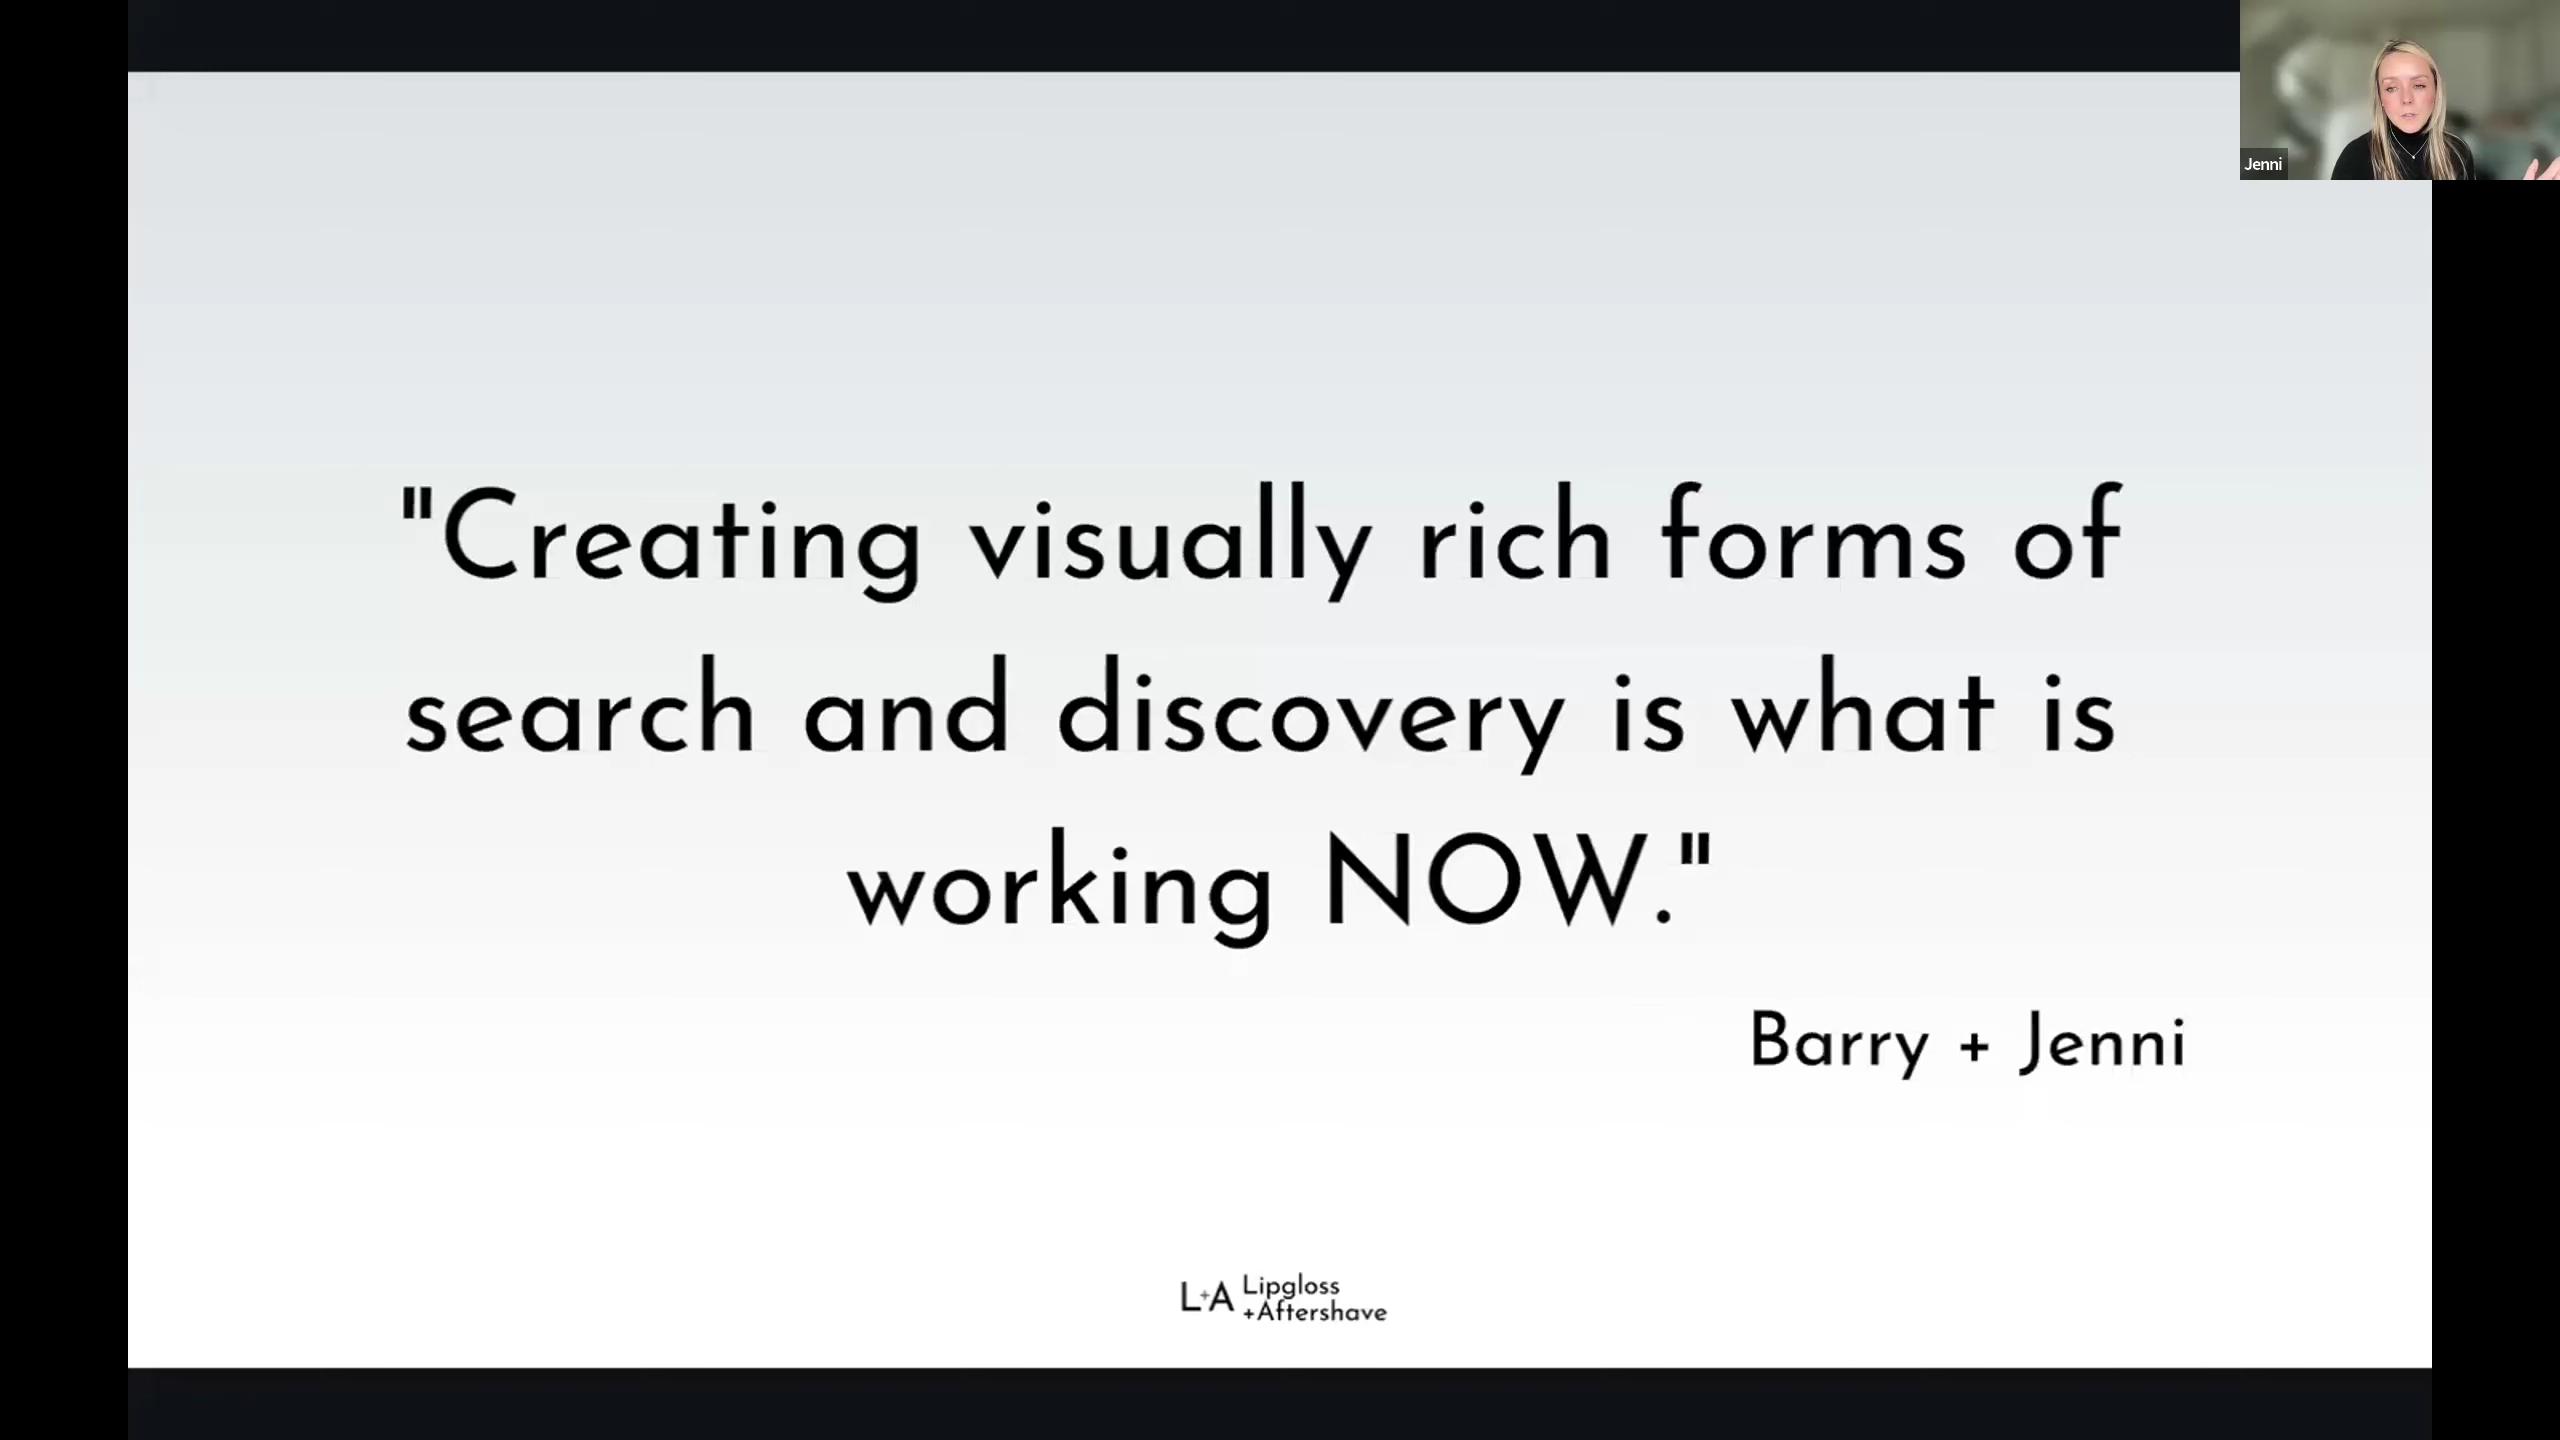 Jenni
"Creating visually rich forms of
search and discovery is what is
working NOW."
Barry + Jenni
L+A Lipgloss
+Aftershave